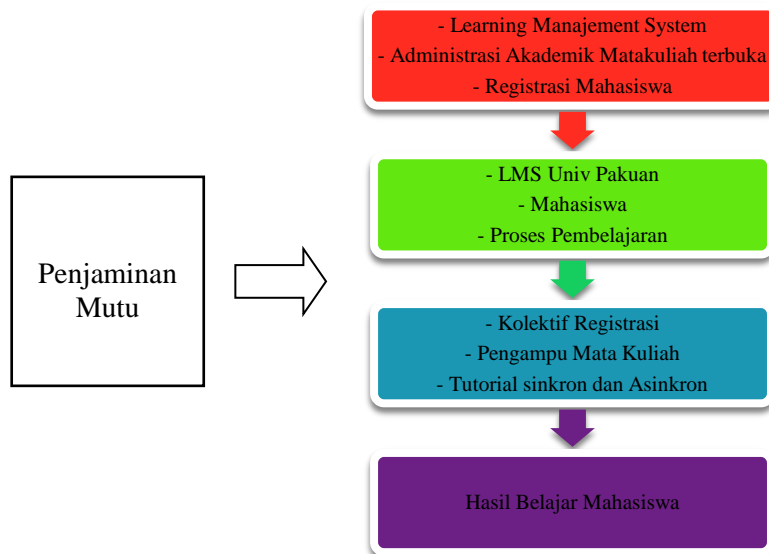 - Learning Manajement System
- Administrasi Akademik Matakuliah terbuka
- Registrasi Mahasiswa
- LMS Univ Pakuan
- Mahasiswa
- Proses Pembelajaran
Penjaminan
Mutu
- Kolektif Registrasi
- Pengampu Mata Kuliah
- Tutorial sinkron dan Asinkron
Hasil Belajar Mahasiswa